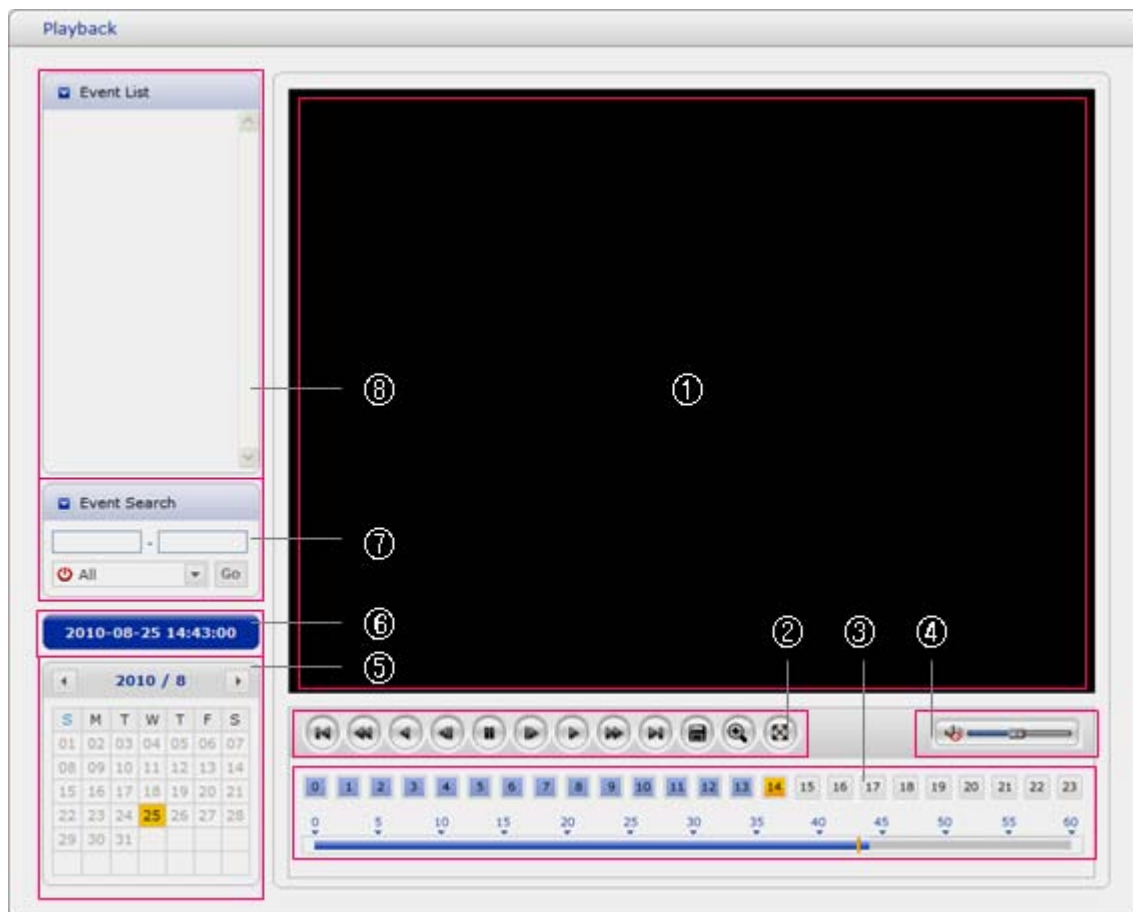 Playback
Event List
⑧
①
Event Search
-
⑦
All Go
2010-08-25 14:43:00
⑥
② ③ ④
⑤
2010 / 8
S M T W T F S
01 02 03 04 05 06 07
08 09 10 11 12 13 14
15 16 17 18 19 20 21
22 23 24 25 26 27 28
29 30 31
0 1 2 3 4 5 6 7 8 9 10 11 12 13 14 15 16 17 18 19 20 21 22 23
0 5 10 15 20 25 30 35 40 45 50 55 60